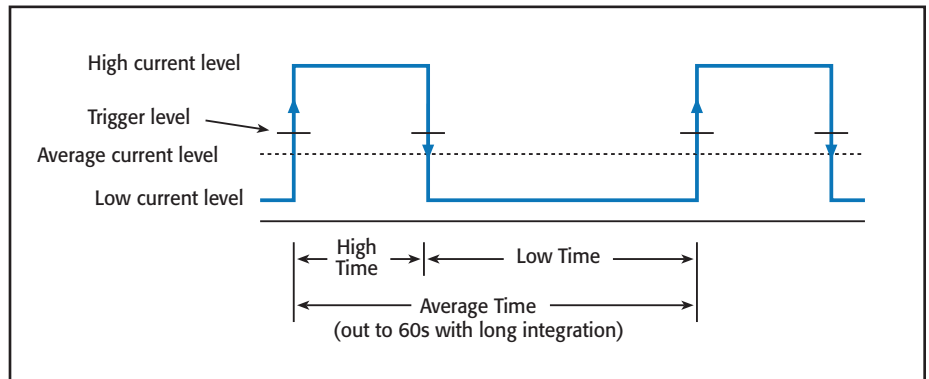 High current level
Trigger level
Average current level
Low current level
High
Time
Low Time
Average Time
(out to 60s with long integration)